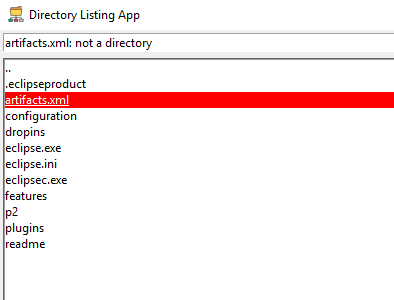 Directory Listing App
artifacts.xml: not a directory
..
.eclipseproduct
artifacts.xml
configuration
dropins
eclipse.exe
eclipse.ini
eclipsec.exe
features
p2
plugins
readme